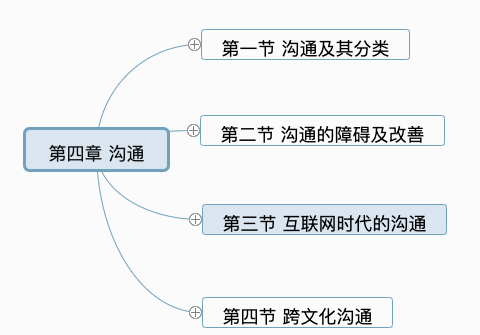 第一节 沟通及其分类
第二节 沟通的障碍及改善
第四章 沟通
第三节 互联网时代的沟通
第四节 跨文化沟通